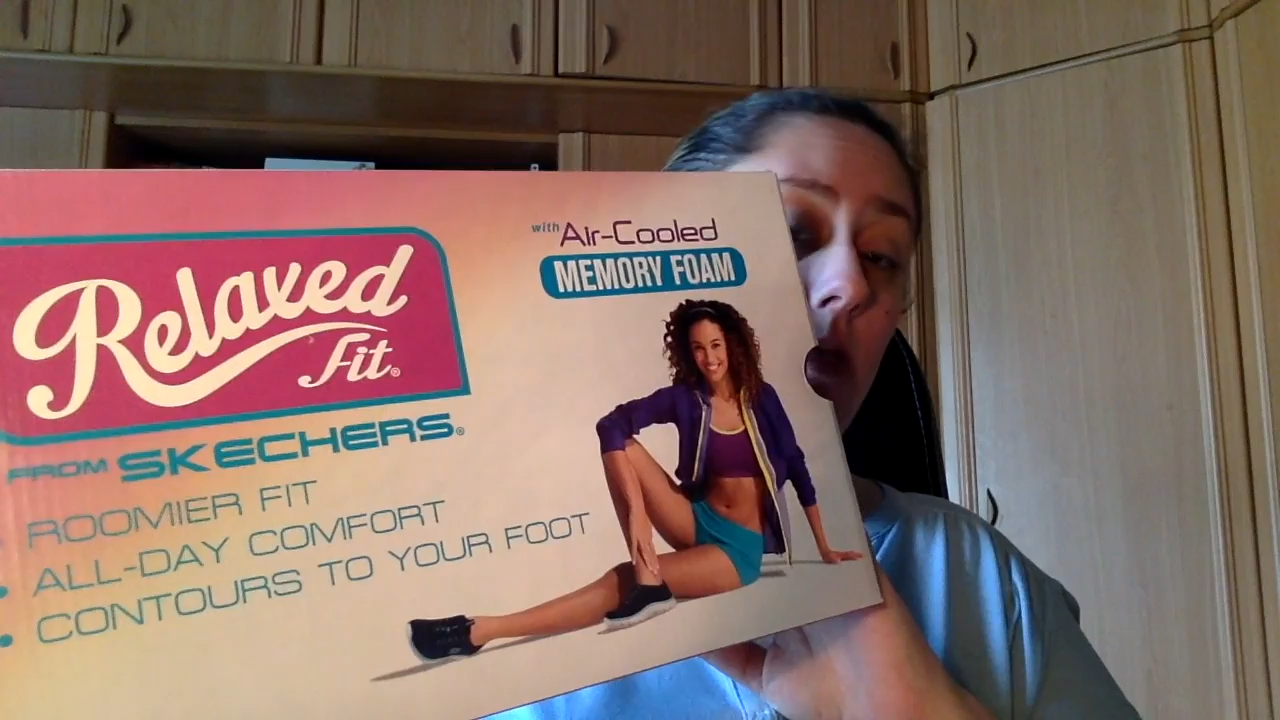 Relaxed
Fit®
FROM SKECHERS®
• ROOMIER FIT
• ALL-DAY COMFORT
• CONTOURS TO YOUR FOOT
with Air-Cooled
MEMORY FOAM